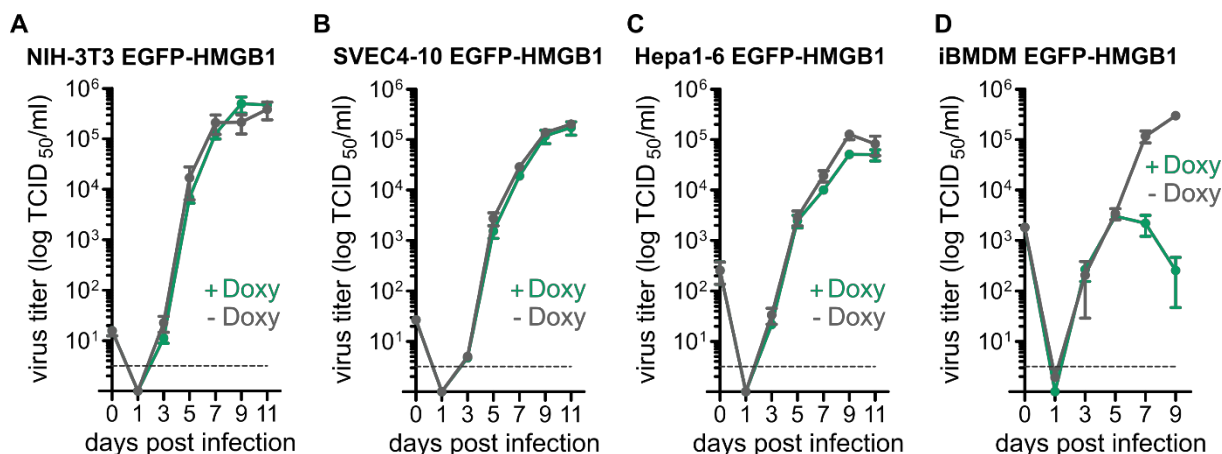 A
NIH-3T3 EGFP-HMGB1
virus titer (log TCID50/ml)
10^6
10^5
10^4
10^3
10^2
10^1
+ Doxy
- Doxy
0 1 3 5 7 9 11
days post infection
B
SVEC4-10 EGFP-HMGB1
virus titer (log TCID50/ml)
10^6
10^5
10^4
10^3
10^2
10^1
+ Doxy
- Doxy
0 1 3 5 7 9 11
days post infection
C
Hepa1-6 EGFP-HMGB1
virus titer (log TCID50/ml)
10^6
10^5
10^4
10^3
10^2
10^1
+ Doxy
- Doxy
0 1 3 5 7 9 11
days post infection
D
iBMDM EGFP-HMGB1
virus titer (log TCID50/ml)
10^6
10^5
10^4
10^3
10^2
10^1
+ Doxy
- Doxy
0 1 3 5 7 9
days post infection